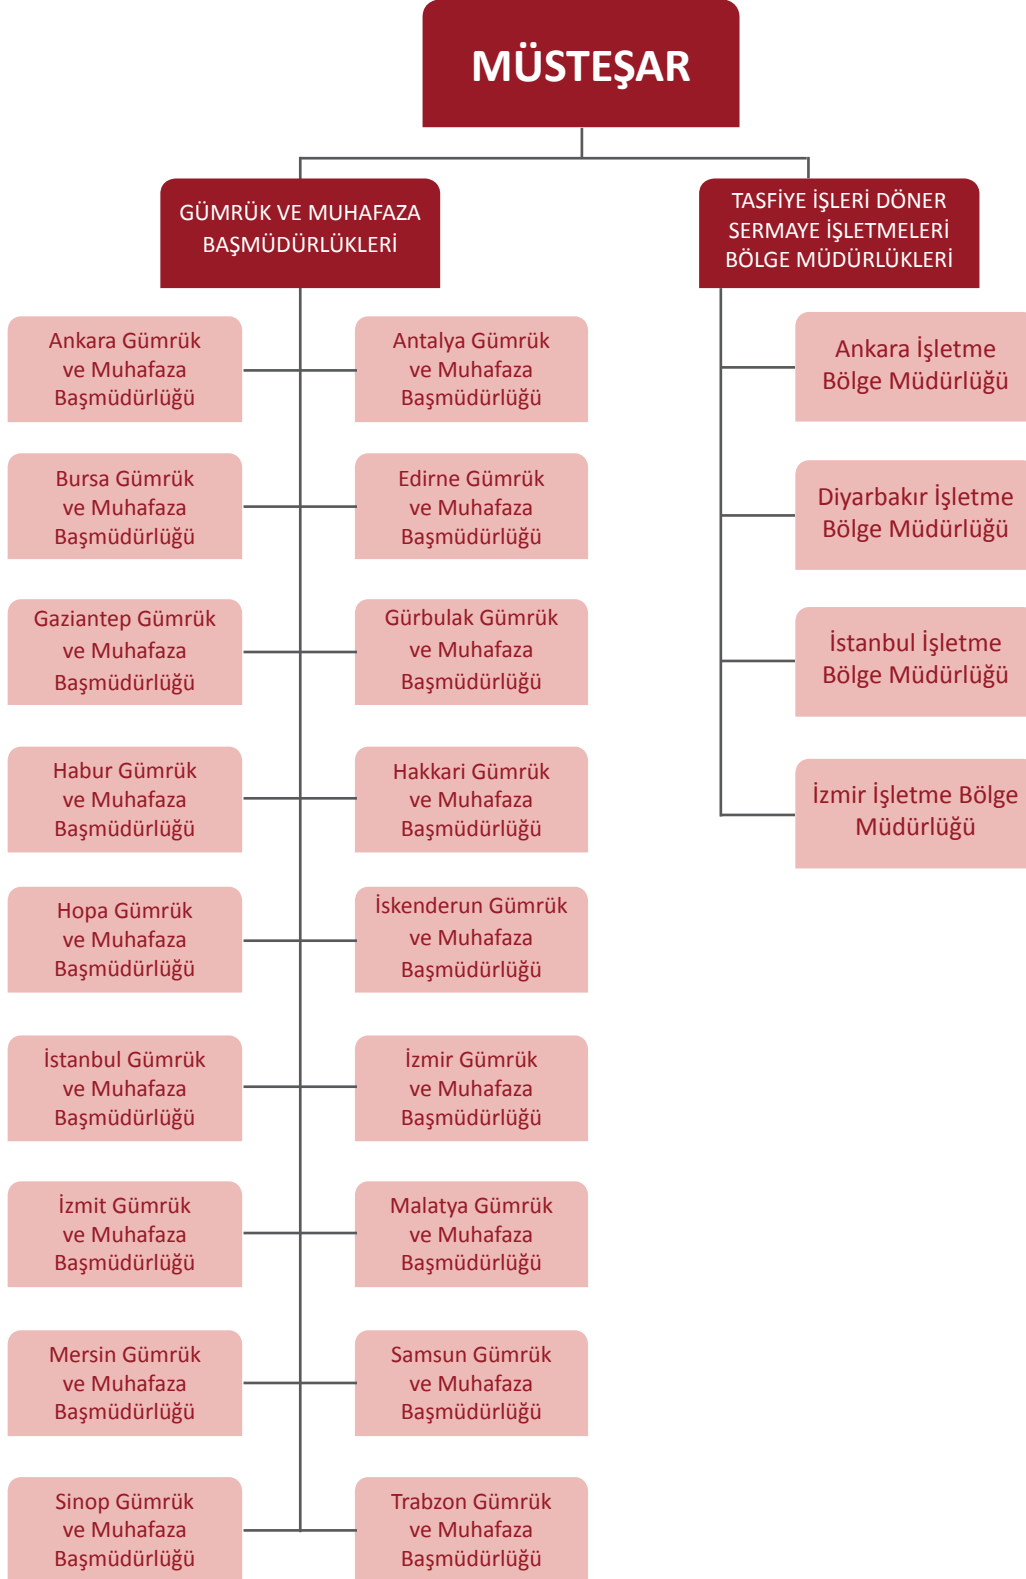 MÜSTEŞAR
GÜMRÜK VE MUHAFAZA
BAŞMÜDÜRLÜKLERİ
TASFİYE İŞLERİ DÖNER
SERMAYE İŞLETMELERİ
BÖLGE MÜDÜRLÜKLERİ
Ankara Gümrük
ve Muhafaza
Başmüdürlüğü
Antalya Gümrük
ve Muhafaza
Başmüdürlüğü
Ankara İşletme
Bölge Müdürlüğü
Bursa Gümrük
ve Muhafaza
Başmüdürlüğü
Edirne Gümrük
ve Muhafaza
Başmüdürlüğü
Diyarbakır İşletme
Bölge Müdürlüğü
Gaziantep Gümrük
ve Muhafaza
Başmüdürlüğü
Gürbulak Gümrük
ve Muhafaza
Başmüdürlüğü
İstanbul İşletme
Bölge Müdürlüğü
Habur Gümrük
ve Muhafaza
Başmüdürlüğü
Hakkari Gümrük
ve Muhafaza
Başmüdürlüğü
İzmir İşletme Bölge
Müdürlüğü
Hopa Gümrük
ve Muhafaza
Başmüdürlüğü
İskenderun Gümrük
ve Muhafaza
Başmüdürlüğü
İstanbul Gümrük
ve Muhafaza
Başmüdürlüğü
İzmir Gümrük
ve Muhafaza
Başmüdürlüğü
İzmit Gümrük
ve Muhafaza
Başmüdürlüğü
Malatya Gümrük
ve Muhafaza
Başmüdürlüğü
Mersin Gümrük
ve Muhafaza
Başmüdürlüğü
Samsun Gümrük
ve Muhafaza
Başmüdürlüğü
Sinop Gümrük
ve Muhafaza
Başmüdürlüğü
Trabzon Gümrük
ve Muhafaza
Başmüdürlüğü